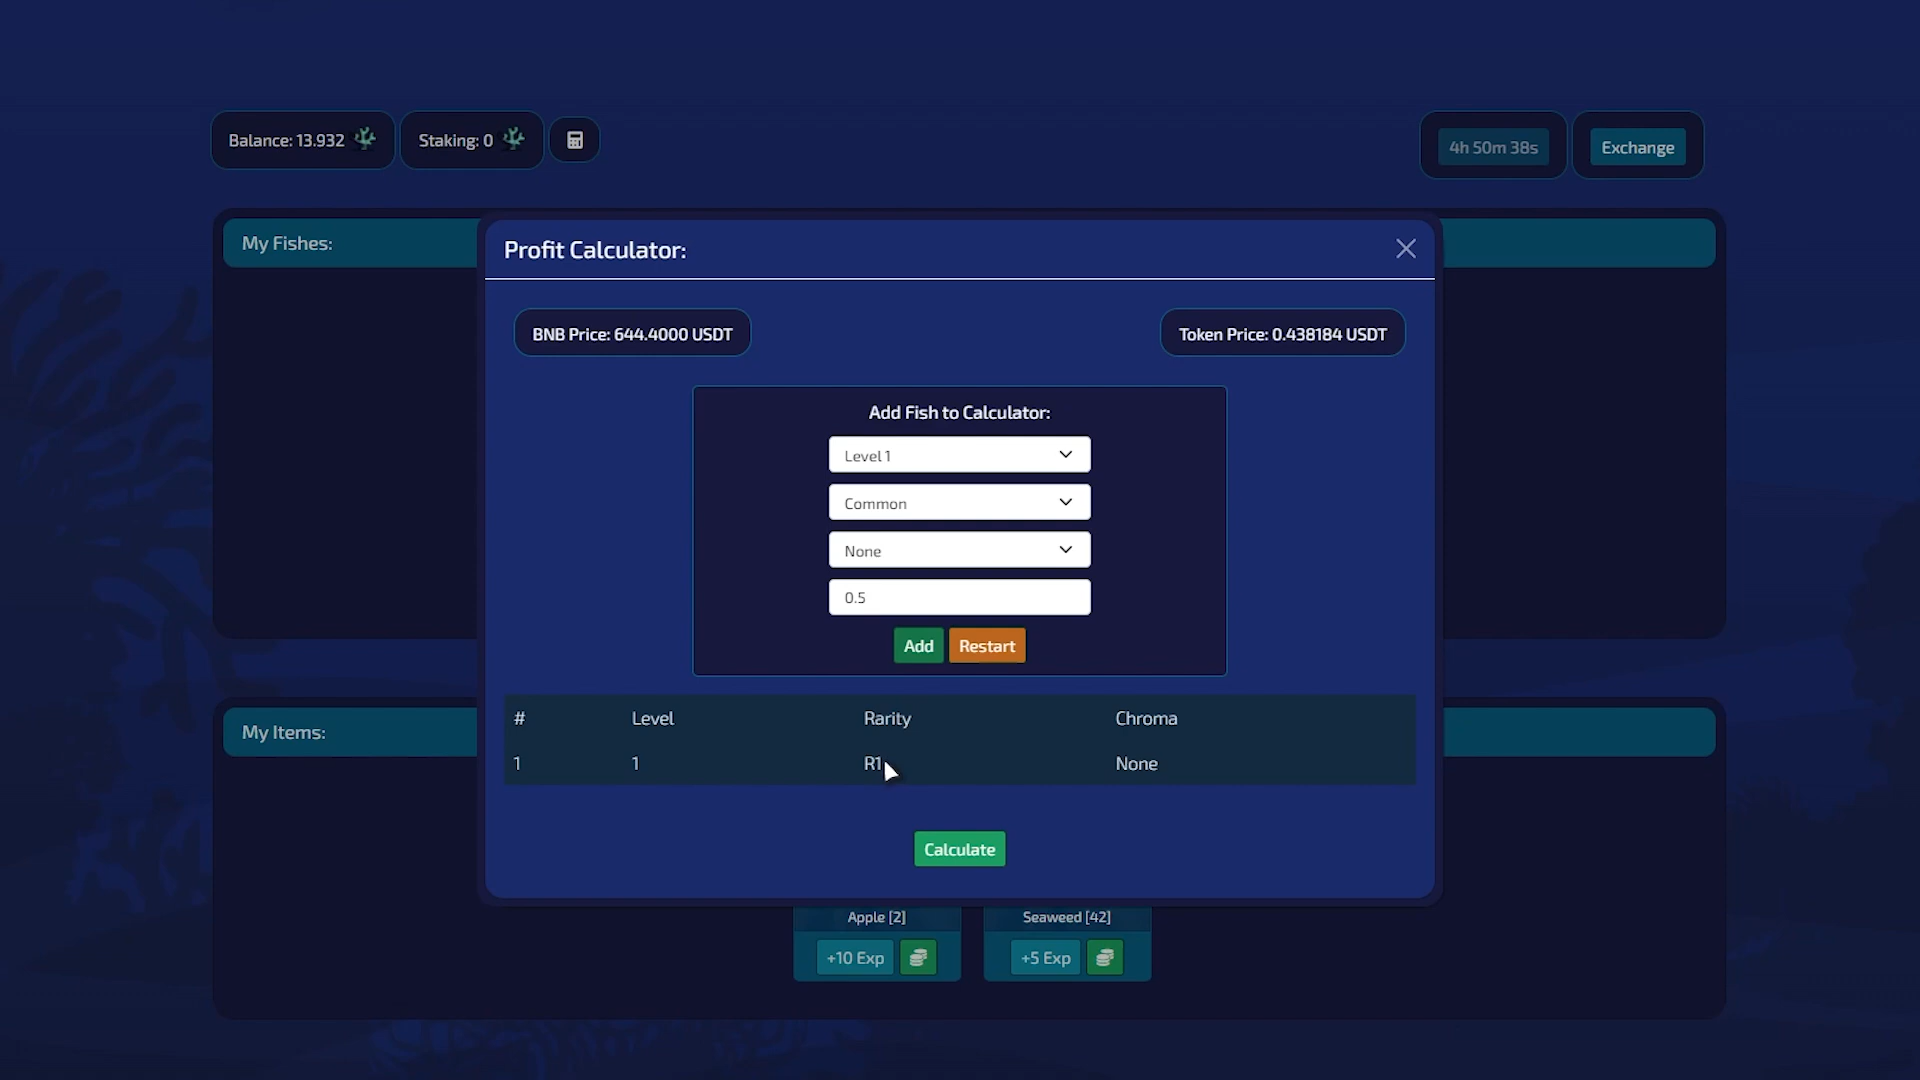 Balance: 13.932
Staking: 0
4h 50m 38s
Exchange
My Fishes:
Profit Calculator:
BNB Price: 644.4000 USDT
Token Price: 0.438184 USDT
Add Fish to Calculator:
Level 1
Common
None
0.5
Add
Restart
# Level Rarity Chroma
1 1 R1 None
My Items:
Calculate
Apple [2]
Seaweed [42]
+10 Exp
+5 Exp